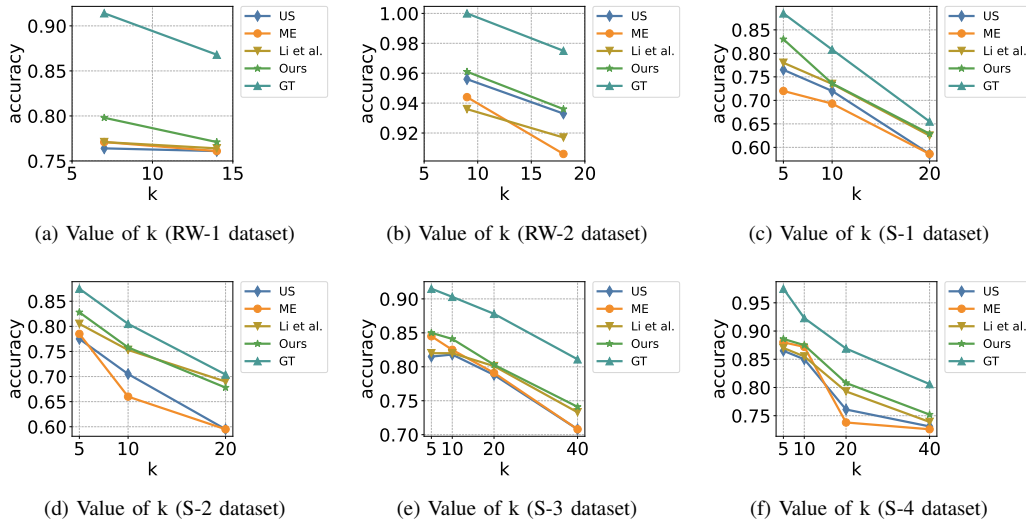 0.90
0.85
0.80
0.75
accuracy
5
10
15
k
US
ME
Li et al.
Ours
GT
(a) Value of k (RW-1 dataset)
1.00
0.98
0.96
0.94
0.92
accuracy
5
10
15
k
US
ME
Li et al.
Ours
GT
(b) Value of k (RW-2 dataset)
0.85
0.80
0.75
0.70
0.65
0.60
accuracy
5
10
20
k
US
ME
Li et al.
Ours
GT
(c) Value of k (S-1 dataset)
0.85
0.80
0.75
0.70
0.65
0.60
accuracy
5
10
20
k
US
ME
Li et al.
Ours
GT
(d) Value of k (S-2 dataset)
0.90
0.85
0.80
0.75
0.70
accuracy
5
10
20
40
k
US
ME
Li et al.
Ours
GT
(e) Value of k (S-3 dataset)
0.95
0.90
0.85
0.80
0.75
accuracy
5
10
20
40
k
US
ME
Li et al.
Ours
GT
(f) Value of k (S-4 dataset)